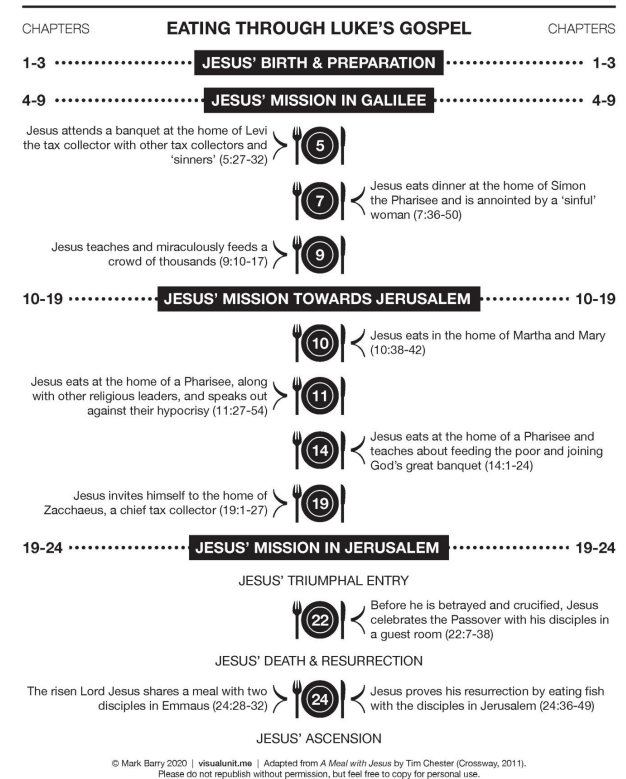 CHAPTERS EATING THROUGH LUKE'S GOSPEL CHAPTERS
1-3 JESUS' BIRTH & PREPARATION 1-3
4-9 JESUS' MISSION IN GALILEE 4-9
Jesus attends a banquet at the home of Levi
the tax collector with other tax collectors and
‘sinners’ (5:27-32)
5
7
Jesus eats dinner at the home of Simon
the Pharisee and is annointed by a ‘sinful’
woman (7:36-50)
Jesus teaches and miraculously feeds a
crowd of thousands (9:10-17)
9
10-19 JESUS' MISSION TOWARDS JERUSALEM 10-19
10
Jesus eats in the home of Martha and Mary
(10:38-42)
Jesus eats at the home of a Pharisee, along
with other religious leaders, and speaks out
against their hypocrisy (11:27-54)
11
14
Jesus eats at the home of a Pharisee and
teaches about feeding the poor and joining
God's great banquet (14:1-24)
Jesus invites himself to the home of
Zacchaeus, a chief tax collector (19:1-27)
19
19-24 JESUS' MISSION IN JERUSALEM 19-24
JESUS' TRIUMPHAL ENTRY
22
Before he is betrayed and crucified, Jesus
celebrates the Passover with his disciples in
a guest room (22:7-38)
JESUS' DEATH & RESURRECTION
The risen Lord Jesus shares a meal with two
disciples in Emmaus (24:28-32)
24
Jesus proves his resurrection by eating fish
with the disciples in Jerusalem (24:36-49)
JESUS' ASCENSION
© Mark Barry 2020 | visualunit.me | Adapted from A Meal with Jesus by Tim Chester (Crossway, 2011).
Please do not republish without permission, but feel free to copy for personal use.